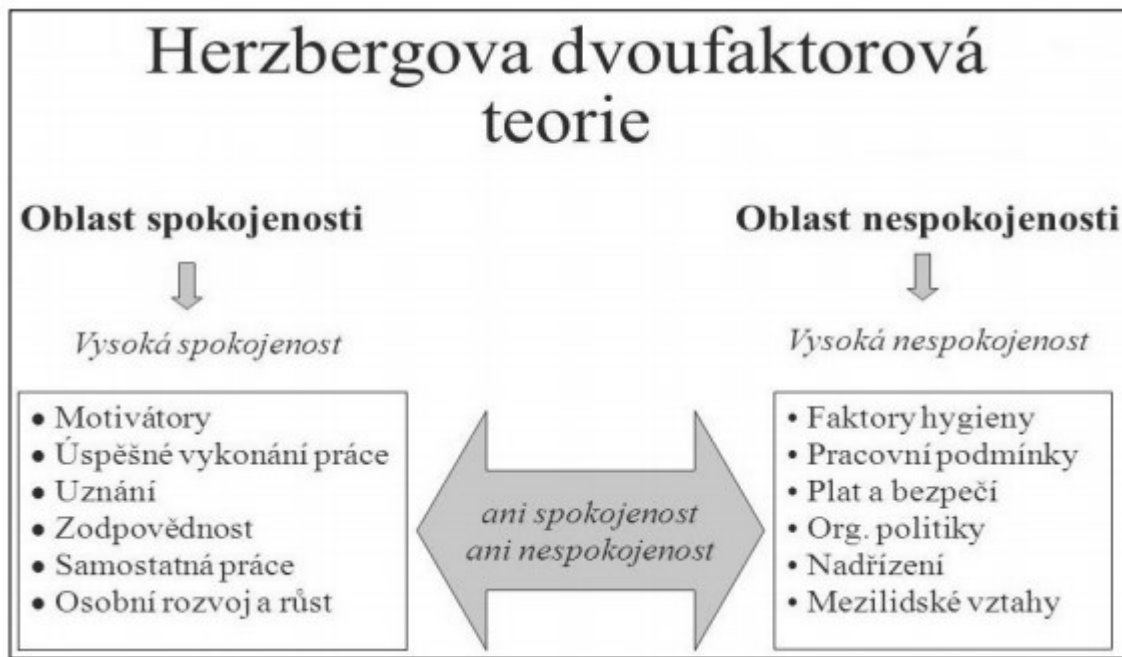 Herzbergova dvoufaktorová
teorie
Oblast spokojenosti
Vysoká spokojenost
● Motivátory
● Úspěšné vykonání práce
● Uznání
● Zodpovědnost
● Samostatná práce
● Osobní rozvoj a růst
ani spokojenost
ani nespokojenost
Oblast nespokojenosti
Vysoká nespokojenost
• Faktory hygieny
• Pracovní podmínky
• Plat a bezpečí
• Org. politiky
• Nadřízení
• Mezilidské vztahy